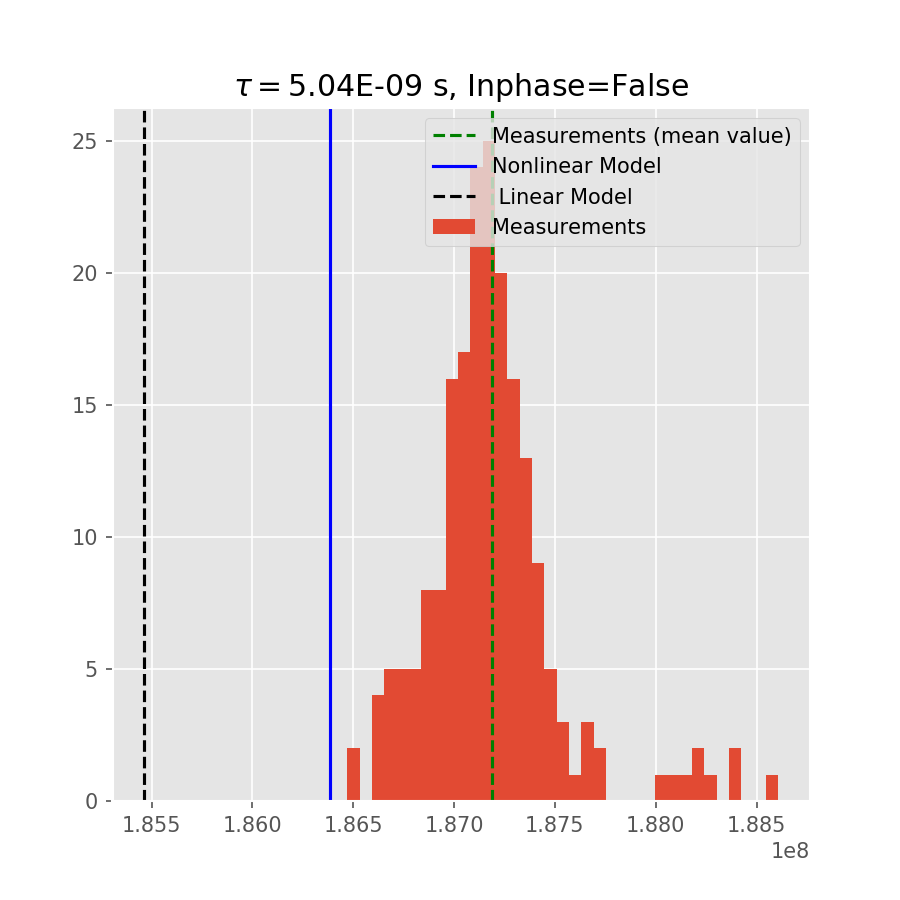 τ = 5.04E-09 s, Inphase=False
25
20
15
10
5
0
Measurements (mean value)
Nonlinear Model
Linear Model
Measurements
1.855 1.860 1.865 1.870 1.875 1.880 1.885
1e8